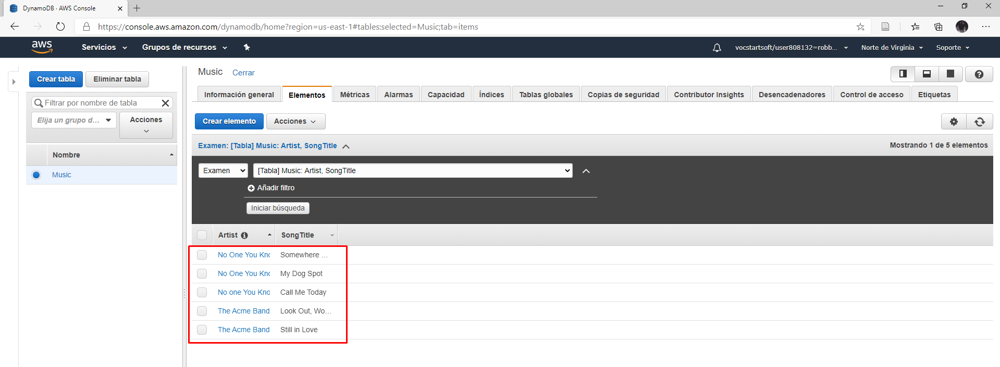 DynamoDB · AWS Console
https://console.aws.amazon.com/dynamodb/home?region=us-east-1#tables:selected=Music;tab=items
aws Servicios Grupos de recursos vocstartsoft/user808132=robb... Norte de Virginia Soporte
Crear tabla Eliminar tabla
Filtrar por nombre de tabla
Elija un grupo d... Acciones
Nombre
Music
Music Cerrar
Información general Elementos Métricas Alarmas Capacidad Índices Tablas globales Copias de seguridad Contributor Insights Desencadenadores Control de acceso Etiquetas
Crear elemento Acciones
Examen: [Tabla] Music: Artist, SongTitle Mostrando 1 de 5 elementos
Examen [Tabla] Music: Artist, SongTitle
Añadir filtro
Iniciar búsqueda
Artist SongTitle
No One You Kno Somewhere ...
No One You Kno My Dog Spot
No one You Kno Call Me Today
The Acme Band Look Out, Wo...
The Acme Band Still in Love